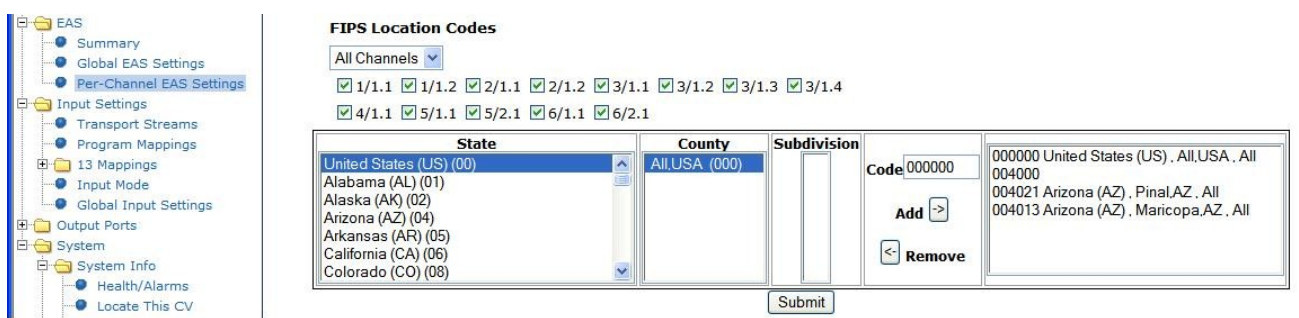 EAS
Summary
Global EAS Settings
Per-Channel EAS Settings
Input Settings
Transport Streams
Program Mappings
13 Mappings
Input Mode
Global Input Settings
Output Ports
System
System Info
Health/Alarms
Locate This CV
FIPS Location Codes
All Channels
1/1.1 1/1.2 2/1.1 2/1.2 3/1.1 3/1.2 3/1.3 3/1.4
4/1.1 5/1.1 5/2.1 6/1.1 6/2.1
State
United States (US) (00)
Alabama (AL) (01)
Alaska (AK) (02)
Arizona (AZ) (04)
Arkansas (AR) (05)
California (CA) (06)
Colorado (CO) (08)
County
All,USA (000)
Subdivision
Code 000000
Add ->
<- Remove
000000 United States (US) , All,USA , All
004000
004021 Arizona (AZ) , Pinal,AZ , All
004013 Arizona (AZ) , Maricopa,AZ , All
Submit